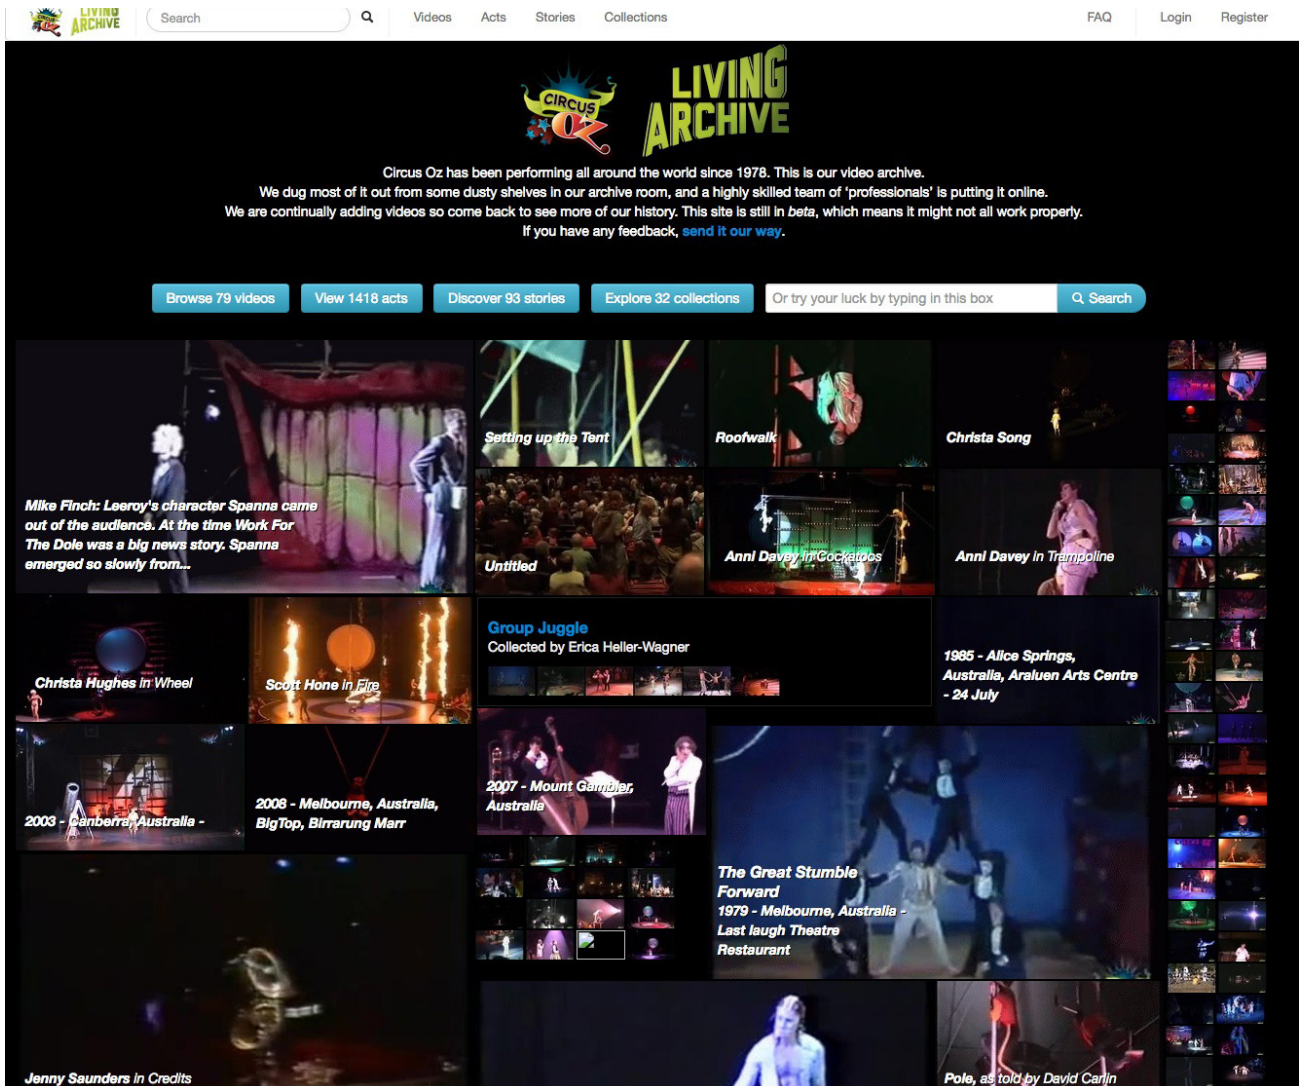 LIVING
ARCHIVE
Search
Videos
Acts
Stories
Collections
FAQ
Login
Register
CIRCUS
OZ
LIVING
ARCHIVE
Circus Oz has been performing all around the world since 1978. This is our video archive.
We dug most of it out from some dusty shelves in our archive room, and a highly skilled team of ‘professionals’ is putting it online.
We are continually adding videos so come back to see more of our history. This site is still in beta, which means it might not all work properly.
If you have any feedback, send it our way.
Browse 79 videos
View 1418 acts
Discover 93 stories
Explore 32 collections
Or try your luck by typing in this box
Search
Mike Finch: Leeroy's character Spanna came
out of the audience. At the time Work For
The Dole was a big news story. Spanna
emerged so slowly from...
Setting up the Tent
Roofwalk
Christa Song
Untitled
Anni Davey in Cockatoos
Anni Davey in Trampoline
Christa Hughes in Wheel
Scott Hone in Fire
Group Juggle
Collected by Erica Heller-Wagner
1985 - Alice Springs,
Australia, Araluen Arts Centre
- 24 July
2003 - Canberra, Australia -
2008 - Melbourne, Australia,
BigTop, Birrarung Marr
2007 - Mount Gambier,
Australia
The Great Stumble
Forward
1979 - Melbourne, Australia -
Last laugh Theatre
Restaurant
Jenny Saunders in Credits
Pole, as told by David Carlin